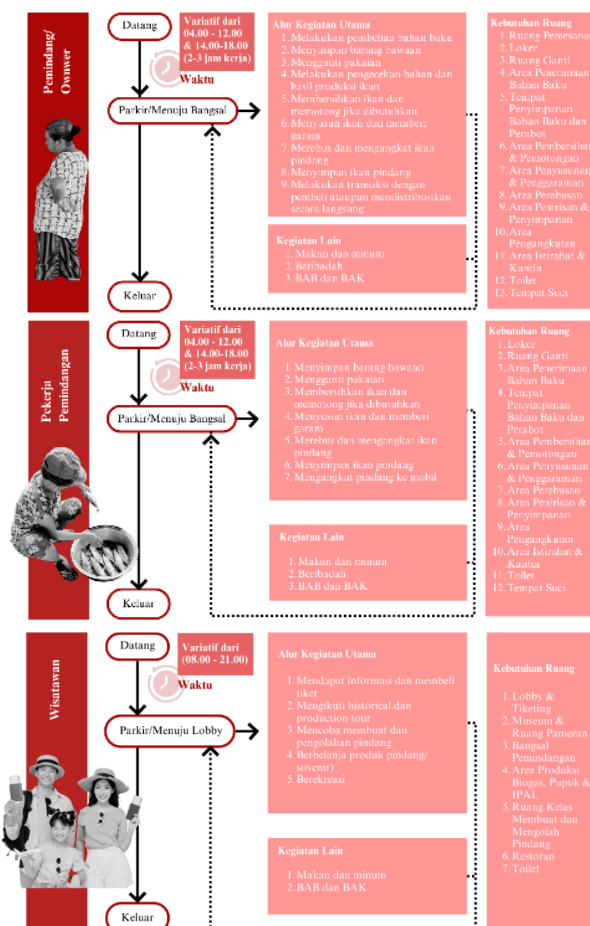 Pemindang/
Ownwer
Datang
Variatif dari
04.00 - 12.00
& 14.00-18.00
(2-3 jam kerja)
Waktu
Parkir/Menuju Bangsal
Keluar
Alur Kegiatan Utama
1. Melakukan pembelian bahan baku
2. Menyimpan barang bawaan
3. Mengganti pakaian
4. Melakukan pengecekan bahan dan
hasil produksi ikan
5. Membersihkan ikan dan
memotong jika dibutuhkan
6. Menyusun ikan dan memberi
garam
7. Merebus dan mengangkat ikan
pindang
8. Menyimpan ikan pindang
9. Melakukan transaksi dengan
pembeli ataupun mendistribusikan
secara langsung
Kegiatan Lain
1. Makan dan minum
2. Beribadah
3. BAB dan BAK
Kebutuhan Ruang
1. Ruang Pemesana
2. Loker
3. Ruang Ganti
4. Area Penerimaan
Bahan Baku
5. Tempat
Penyimpanan
Bahan Baku dan
Perabot
6. Area Pembersihan
& Pemotongan
7. Area Penyusunan
& Penggaraman
8. Area Perebusan
9. Area Penirisan &
Penyimpanan
10. Area
Pengangkutan
11. Area Istirahat &
Kantin
12. Toilet
13. Tempat Suci
Pekerja
Pemindangan
Datang
Variatif dari
04.00 - 12.00
& 14.00-18.00
(2-3 jam kerja)
Waktu
Parkir/Menuju Bangsal
Keluar
Alur Kegiatan Utama
1. Menyimpan barang bawaan
2. Mengganti pakaian
3. Membersihkan ikan dan
memotong jika dibutuhkan
4. Menyusun ikan dan memberi
garam
5. Merebus dan mengangkat ikan
pindang
6. Menyimpan ikan pindang
7. Mengangkut pindang ke mobil
Kegiatan Lain
1. Makan dan minum
2. Beribadah
3. BAB dan BAK
Kebutuhan Ruang
1. Loker
2. Ruang Ganti
3. Area Penerimaan
Bahan Baku
4. Tempat
Penyimpanan
Bahan Baku dan
Perabot
5. Area Pembersihan
& Pemotongan
6. Area Penyusunan
& Penggaraman
7. Area Perebusan
8. Area Penirisan &
Penyimpanan
9. Area
Pengangkutan
10. Area Istirahat &
Kantin
11. Toilet
12. Tempat Suci
Wisatawan
Datang
Variatif dari
(08.00 - 21.00)
Waktu
Parkir/Menuju Lobby
Keluar
Alur Kegiatan Utama
1. Mendapat informasi dan membeli
tiket
2. Mengikuti historical dan
production tour
3. Mencoba membuat dan
pengolahan pindang
4. Berbelanja produk pindang/
sovenir)
5. Berekreasi
Kegiatan Lain
1. Makan dan minum
2. BAB dan BAK
Kebutuhan Ruang
1. Lobby &
Tiketing
2. Museum &
Ruang Pameran
3. Bangsal
Pemindangan
4. Area Produksi
Biogas, Pupuk &
IPAL
5. Ruang Kelas
Membuat dan
Mengolah
Pindang
6. Restoran
7. Toilet